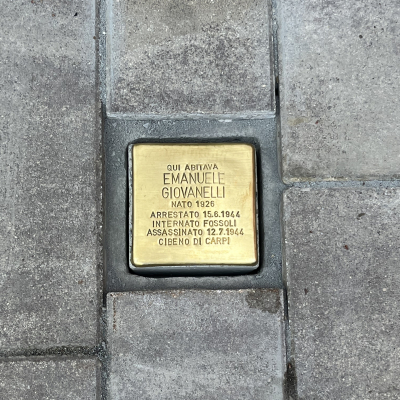 QUI ABITAVA
EMANUELE
GIOVANELLI
NATO 1926
ARRESTATO 15.6.1944
INTERNATO FOSSOLI
ASSASSINATO 12.7.1944
CIBENO DI CARPI